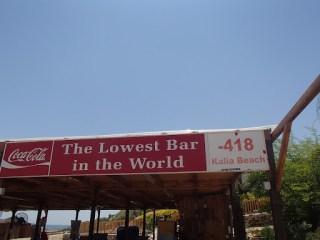 Coca-Cola
The Lowest Bar
in the World
-418
Kalia Beach